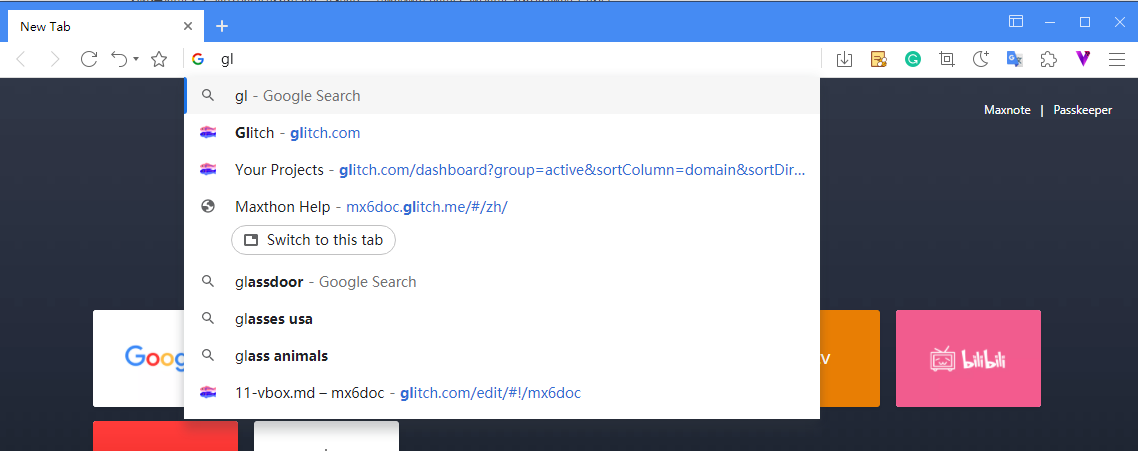 New Tab
gl
gl - Google Search
Maxnote | Passkeeper
Glitch - glitch.com
Your Projects - glitch.com/dashboard?group=active&sortColumn=domain&sortDir...
Maxthon Help - mx6doc.glitch.me/#/zh/
Switch to this tab
glassdoor - Google Search
glasses usa
glass animals
11-vbox.md – mx6doc - glitch.com/edit/#!/mx6doc
bilibili